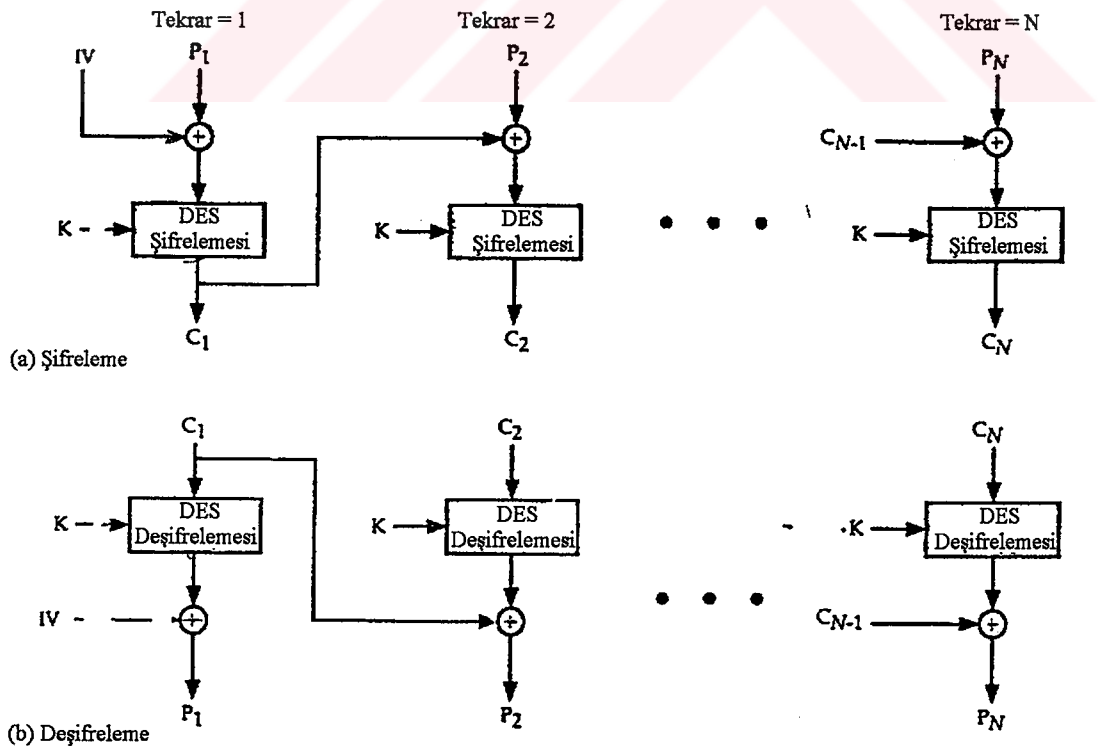 Tekrar = 1 Tekrar = 2 Tekrar = N
IV P1 P2 PN
CN-1
K DES Şifrelemesi K DES Şifrelemesi K DES Şifrelemesi
C1 C2 CN
(a) Şifreleme
C1 C2 CN
K DES Deşifrelemesi K DES Deşifrelemesi K DES Deşifrelemesi
IV CN-1
P1 P2 PN
(b) Deşifreleme